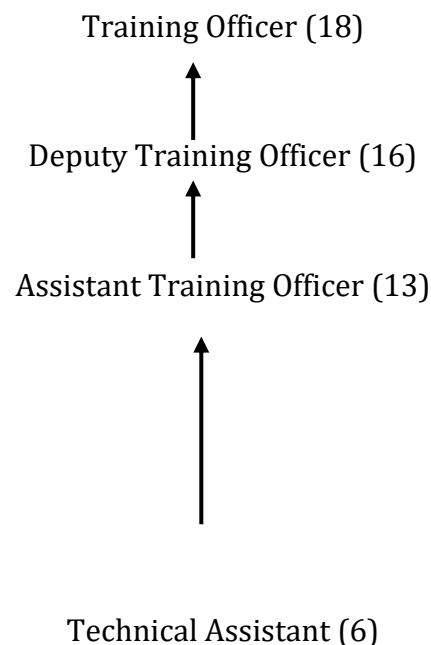 Training Officer (18)
Deputy Training Officer (16)
Assistant Training Officer (13)
Technical Assistant (6)